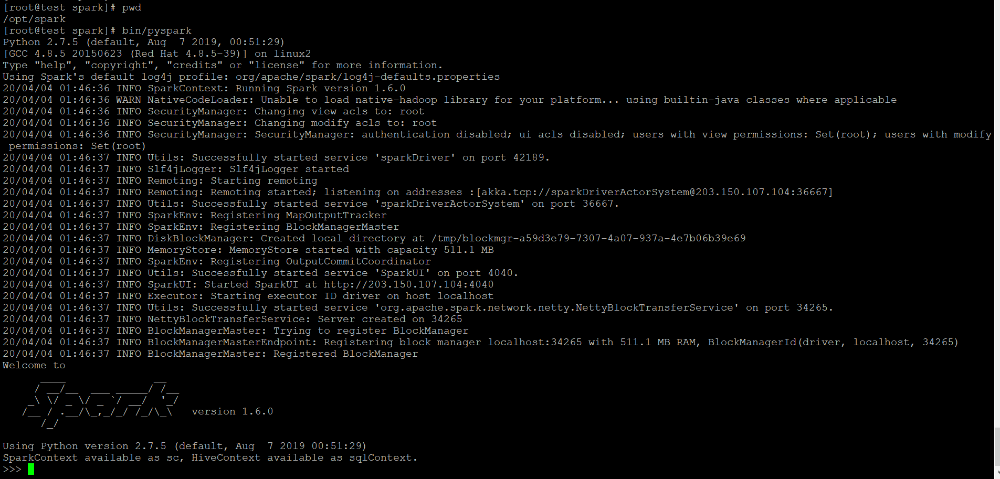 [root@test spark]# pwd
/opt/spark
[root@test spark]# bin/pyspark
Python 2.7.5 (default, Aug  7 2019, 00:51:29)
[GCC 4.8.5 20150623 (Red Hat 4.8.5-39)] on linux2
Type "help", "copyright", "credits" or "license" for more information.
Using Spark's default log4j profile: org/apache/spark/log4j-defaults.properties
20/04/04 01:46:36 INFO SparkContext: Running Spark version 1.6.0
20/04/04 01:46:36 WARN NativeCodeLoader: Unable to load native-hadoop library for your platform... using builtin-java classes where applicable
20/04/04 01:46:36 INFO SecurityManager: Changing view acls to: root
20/04/04 01:46:36 INFO SecurityManager: Changing modify acls to: root
20/04/04 01:46:36 INFO SecurityManager: SecurityManager: authentication disabled; ui acls disabled; users with view permissions: Set(root); users with modify
 permissions: Set(root)
20/04/04 01:46:37 INFO Utils: Successfully started service 'sparkDriver' on port 42189.
20/04/04 01:46:37 INFO Slf4jLogger: Slf4jLogger started
20/04/04 01:46:37 INFO Remoting: Starting remoting
20/04/04 01:46:37 INFO Remoting: Remoting started; listening on addresses :[akka.tcp://sparkDriverActorSystem@203.150.107.104:36667]
20/04/04 01:46:37 INFO Utils: Successfully started service 'sparkDriverActorSystem' on port 36667.
20/04/04 01:46:37 INFO SparkEnv: Registering MapOutputTracker
20/04/04 01:46:37 INFO SparkEnv: Registering BlockManagerMaster
20/04/04 01:46:37 INFO DiskBlockManager: Created local directory at /tmp/blockmgr-a59d3e79-7307-4a07-937a-4e7b06b39e69
20/04/04 01:46:37 INFO MemoryStore: MemoryStore started with capacity 511.1 MB
20/04/04 01:46:37 INFO SparkEnv: Registering OutputCommitCoordinator
20/04/04 01:46:37 INFO Utils: Successfully started service 'SparkUI' on port 4040.
20/04/04 01:46:37 INFO SparkUI: Started SparkUI at http://203.150.107.104:4040
20/04/04 01:46:37 INFO Executor: Starting executor ID driver on host localhost
20/04/04 01:46:37 INFO Utils: Successfully started service 'org.apache.spark.network.netty.NettyBlockTransferService' on port 34265.
20/04/04 01:46:37 INFO NettyBlockTransferService: Server created on 34265
20/04/04 01:46:37 INFO BlockManagerMaster: Trying to register BlockManager
20/04/04 01:46:37 INFO BlockManagerMasterEndpoint: Registering block manager localhost:34265 with 511.1 MB RAM, BlockManagerId(driver, localhost, 34265)
20/04/04 01:46:37 INFO BlockManagerMaster: Registered BlockManager
Welcome to
      ____              __
     / __/__  ___ _____/ /__
    _\ \/ _ \/ _ `/ __/  '_/
   /__ / .__/\_,_/_/ /_/\_\   version 1.6.0
      /_/
Using Python version 2.7.5 (default, Aug  7 2019 00:51:29)
SparkContext available as sc, HiveContext available as sqlContext.
>>>